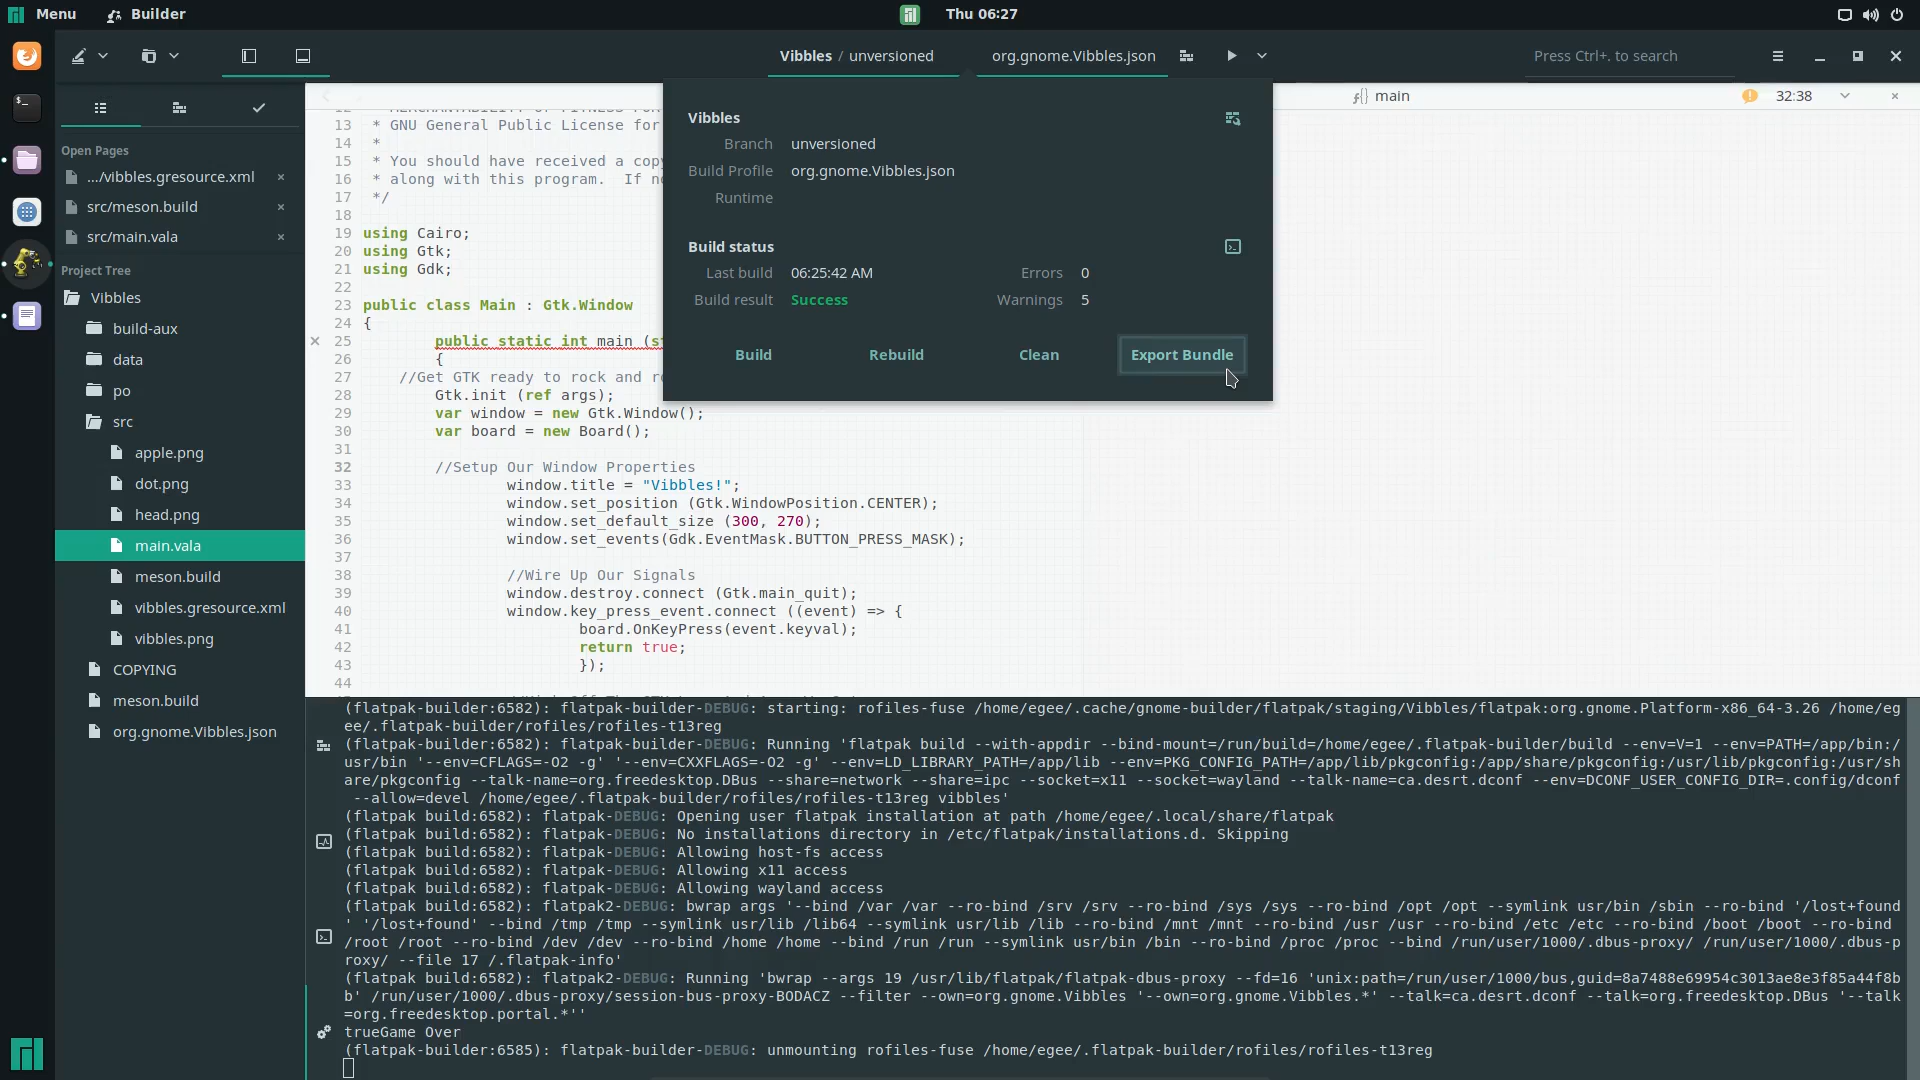 Menu
Builder
Thu 06:27
Vibbles / unversioned
org.gnome.Vibbles.json
Press Ctrl+. to search
main
32:38
Open Pages
.../vibbles.gresource.xml
src/meson.build
src/main.vala
Project Tree
Vibbles
build-aux
data
po
src
apple.png
dot.png
head.png
main.vala
meson.build
vibbles.gresource.xml
vibbles.png
COPYING
meson.build
org.gnome.Vibbles.json
Vibbles
Branch unversioned
Build Profile org.gnome.Vibbles.json
Runtime
Build status
Last build 06:25:42 AM Errors 0
Build result Success Warnings 5
Build Rebuild Clean Export Bundle
13 * GNU General Public License for
14 *
15 * You should have received a copy
16 * along with this program.  If
17 */
18
19 using Cairo;
20 using Gtk;
21 using Gdk;
22
23 public class Main : Gtk.Window
24 {
25 public static int main (
26 {
27 //Get GTK ready to rock and
28 Gtk.init (ref args);
29 var window = new Gtk.Window();
30 var board = new Board();
31
32 //Setup Our Window Properties
33 window.title = "Vibbles!";
34 window.set_position (Gtk.WindowPosition.CENTER);
35 window.set_default_size (300, 270);
36 window.set_events(Gdk.EventMask.BUTTON_PRESS_MASK);
37
38 //Wire Up Our Signals
39 window.destroy.connect (Gtk.main_quit);
40 window.key_press_event.connect ((event) => {
41 board.OnKeyPress(event.keyval);
42 return true;
43 });
44
(flatpak-builder:6582): flatpak-builder-DEBUG: starting: rofiles-fuse /home/egee/.cache/gnome-builder/flatpak/staging/Vibbles/flatpak:org.gnome.Platform-x86_64-3.26 /home/eg
ee/.flatpak-builder/rofiles/rofiles-t13reg
(flatpak-builder:6582): flatpak-builder-DEBUG: Running 'flatpak build --with-appdir --bind-mount=/run/build=/home/egee/.flatpak-builder/build --env=V=1 --env=PATH=/app/bin:/
usr/bin '--env=CFLAGS=-O2 -g' '--env=CXXFLAGS=-O2 -g' --env=LD_LIBRARY_PATH=/app/lib --env=PKG_CONFIG_PATH=/app/lib/pkgconfig:/app/share/pkgconfig:/usr/lib/pkgconfig:/usr/sh
are/pkgconfig --talk-name=org.freedesktop.DBus --share=network --share=ipc --socket=x11 --socket=wayland --talk-name=ca.desrt.dconf --env=DCONF_USER_CONFIG_DIR=.config/dconf
--allow=devel /home/egee/.flatpak-builder/rofiles/rofiles-t13reg vibbles'
(flatpak build:6582): flatpak-DEBUG: Opening user flatpak installation at path /home/egee/.local/share/flatpak
(flatpak build:6582): flatpak-DEBUG: No installations directory in /etc/flatpak/installations.d. Skipping
(flatpak build:6582): flatpak-DEBUG: Allowing host-fs access
(flatpak build:6582): flatpak-DEBUG: Allowing x11 access
(flatpak build:6582): flatpak-DEBUG: Allowing wayland access
(flatpak build:6582): flatpak2-DEBUG: bwrap args '--bind /var /var --ro-bind /srv /srv --ro-bind /sys /sys --ro-bind /opt /opt --symlink usr/bin /sbin --ro-bind '/lost+found
' '/lost+found' --bind /tmp /tmp --symlink usr/lib /lib64 --symlink usr/lib /lib --ro-bind /mnt /mnt --ro-bind /usr /usr --ro-bind /etc /etc --ro-bind /boot /boot --ro-bind
/root /root --ro-bind /dev /dev --ro-bind /home /home --bind /run /run --symlink usr/bin /bin --ro-bind /proc /proc --bind /run/user/1000/.dbus-proxy/ /run/user/1000/.dbus-p
roxy/ --file 17 /.flatpak-info'
(flatpak build:6582): flatpak2-DEBUG: Running 'bwrap --args 19 /usr/lib/flatpak/flatpak-dbus-proxy --fd=16 'unix:path=/run/user/1000/bus,guid=8a7488e69954c3013ae8e3f85a44f8b
b' /run/user/1000/.dbus-proxy/session-bus-proxy-BODACZ --filter --own=org.gnome.Vibbles '--own=org.gnome.Vibbles.*' --talk=ca.desrt.dconf --talk=org.freedesktop.DBus '--talk
=org.freedesktop.portal.*''
trueGame Over
(flatpak-builder:6585): flatpak-builder-DEBUG: unmounting rofiles-fuse /home/egee/.flatpak-builder/rofiles/rofiles-t13reg